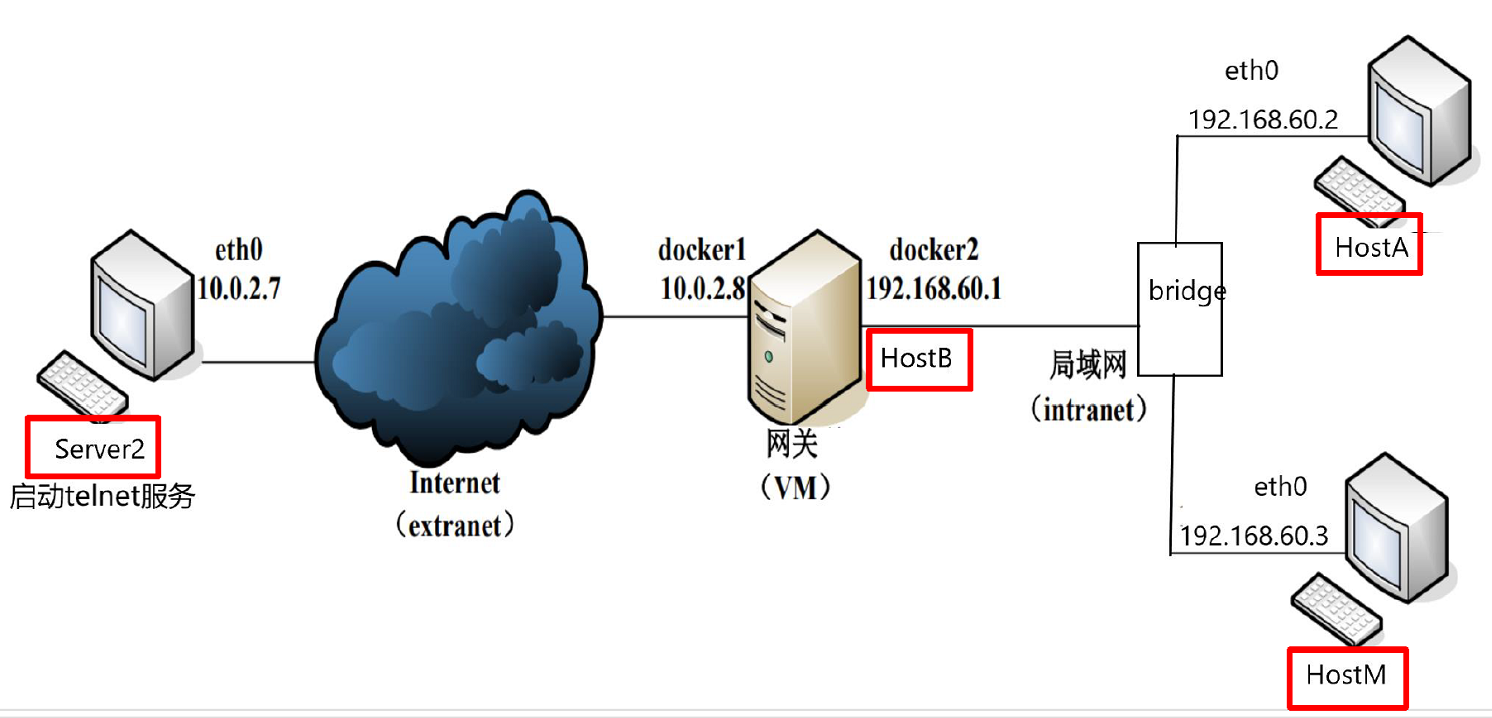 eth0
192.168.60.2
HostA
eth0
10.0.2.7
Server2
启动telnet服务
Internet
（extranet）
docker1
10.0.2.8
docker2
192.168.60.1
HostB
网关
（VM）
bridge
局域网
（intranet）
eth0
192.168.60.3
HostM